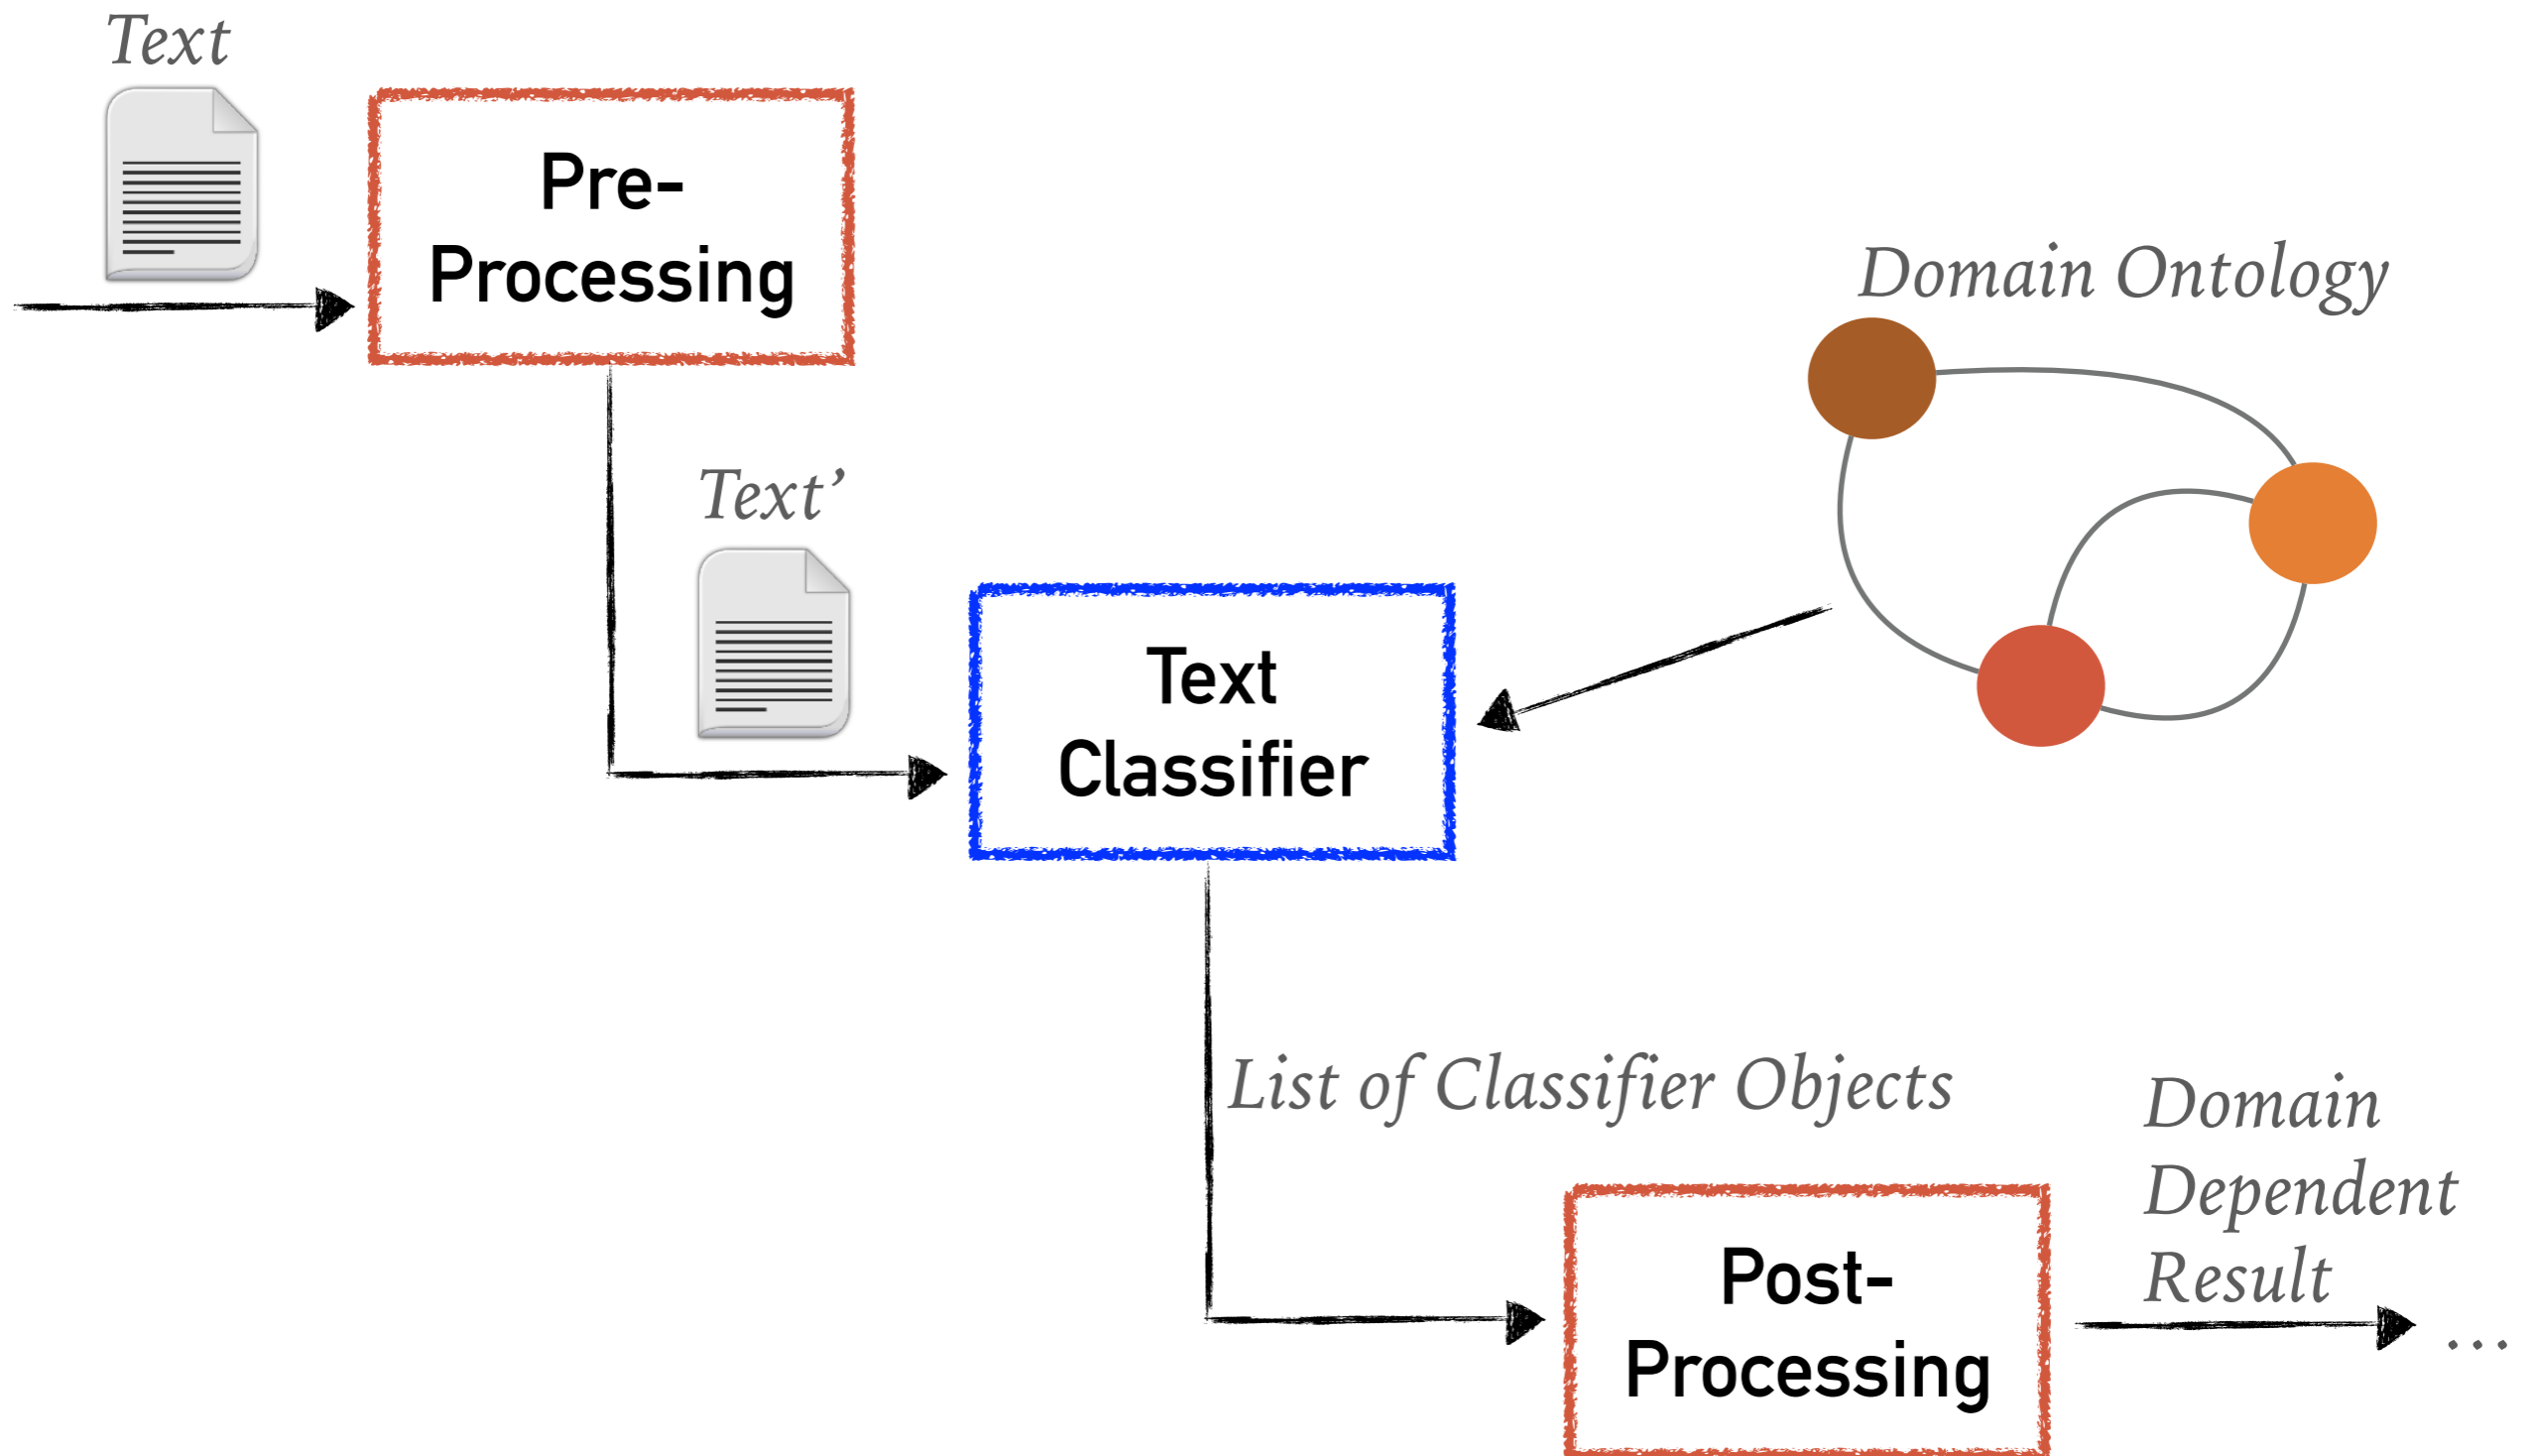 Text
Pre-
Processing
Domain Ontology
Text’
Text
Classifier
List of Classifier Objects
Domain
Dependent
Result
Post-
Processing
...